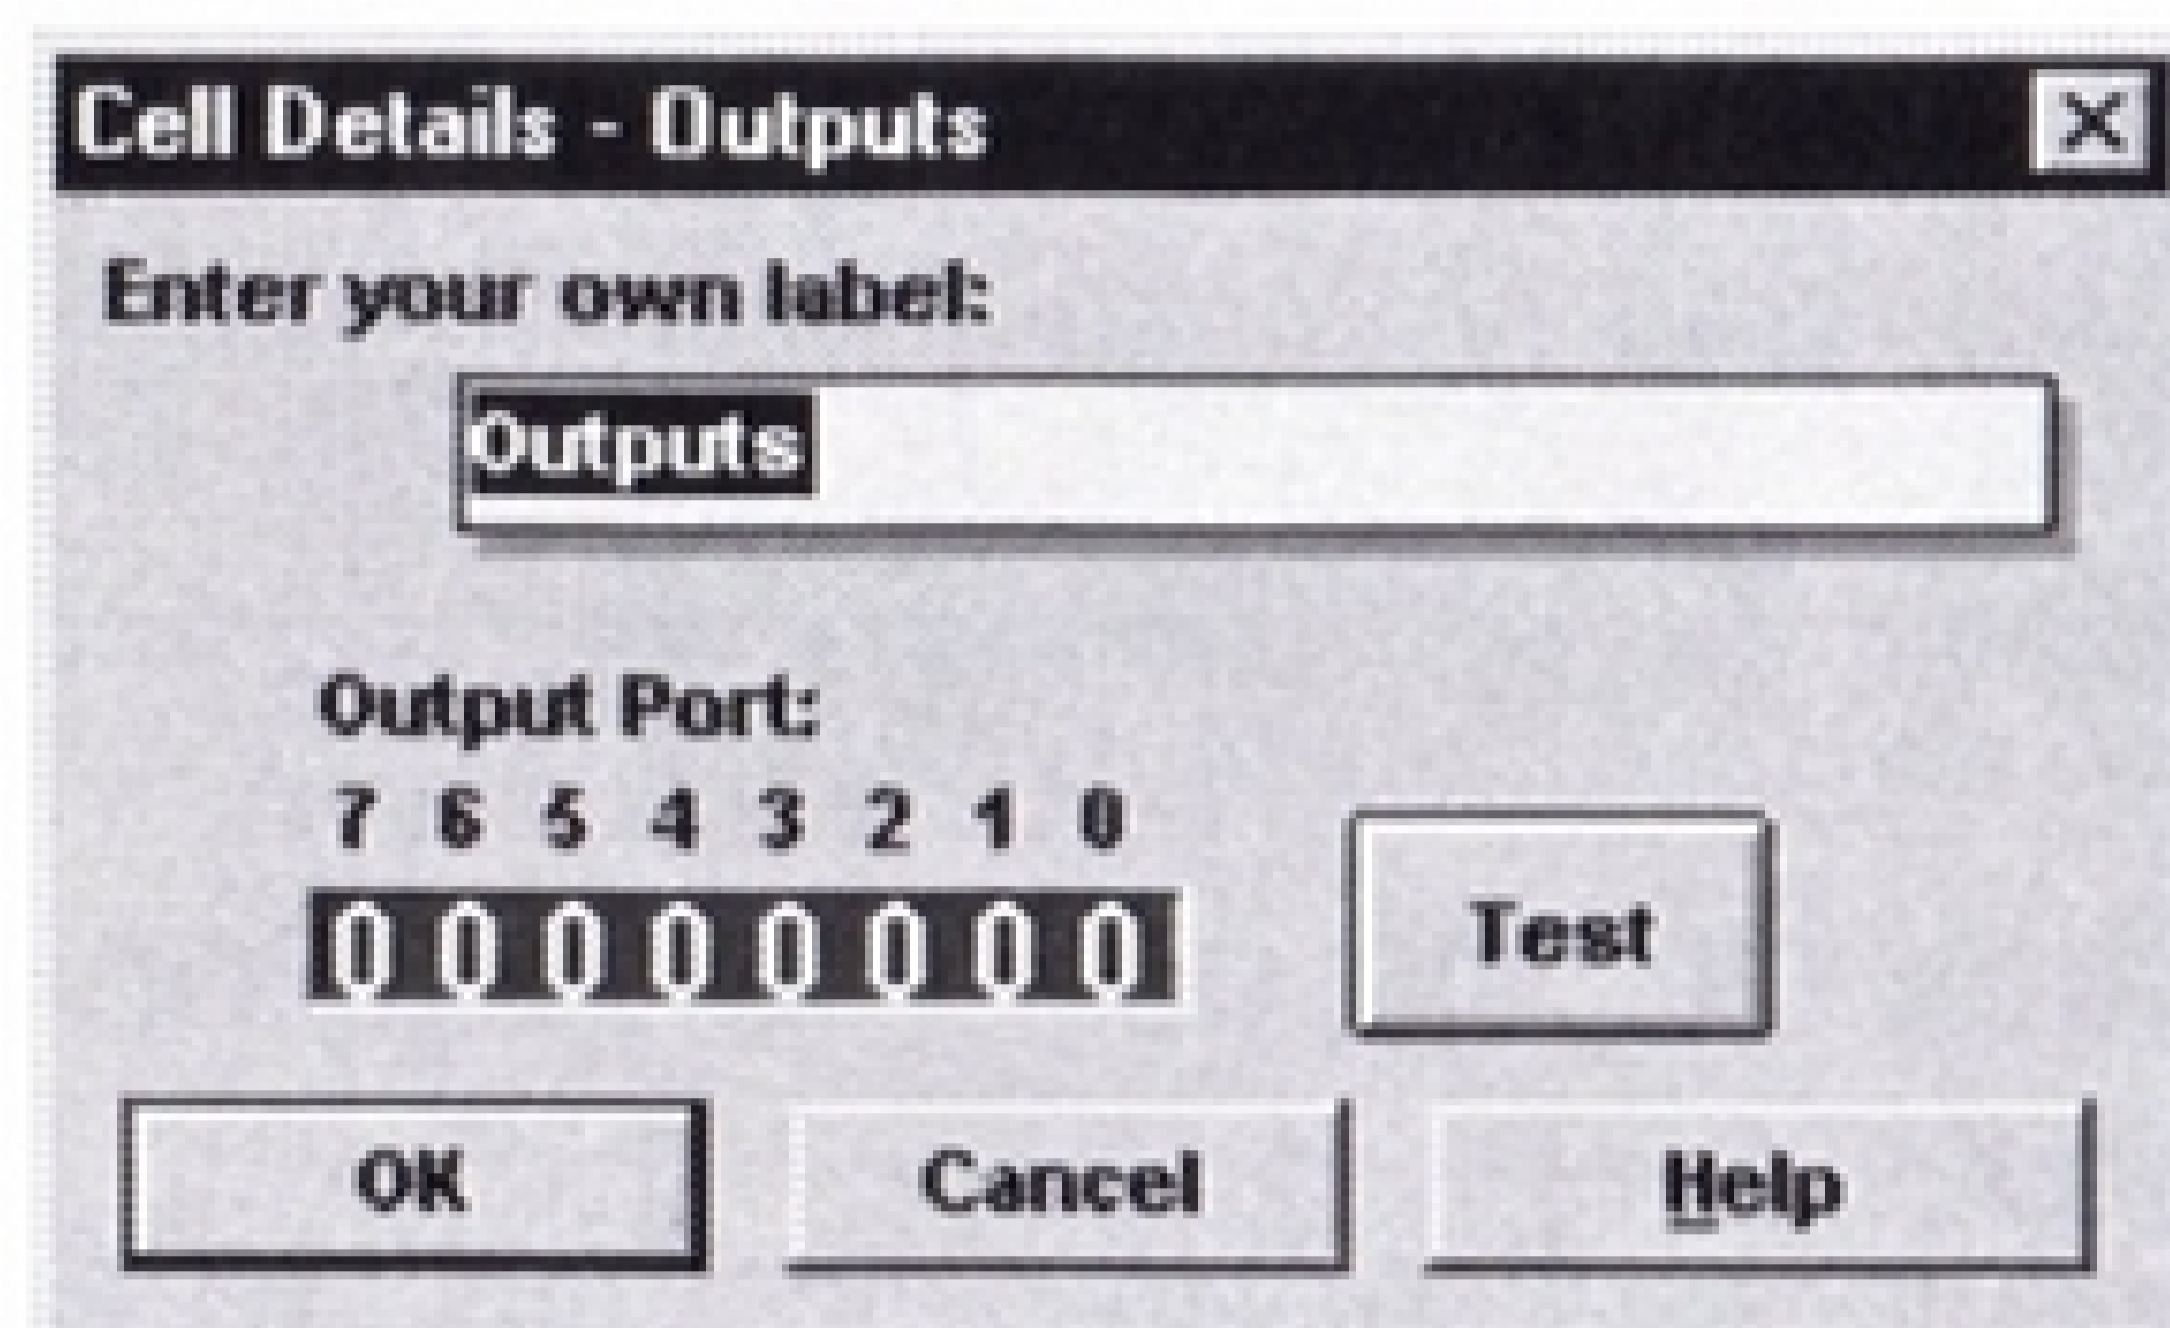 Cell Details - Outputs
Enter your own label:
Outputs
Output Port:
7 6 5 4 3 2 1 0
0 0 0 0 0 0 0 0
Test
OK Cancel Help